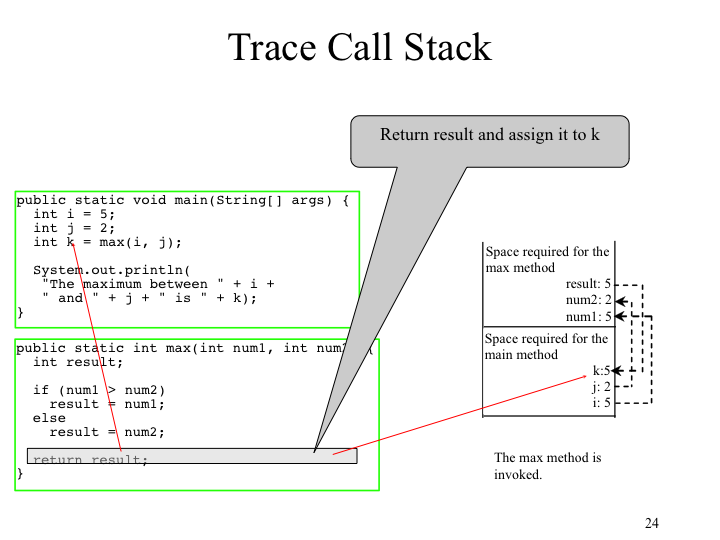 Trace Call Stack
Return result and assign it to k
public static void main(String[] args) {
int i = 5;
int j = 2;
int k = max(i, j);
System.out.println(
"The maximum between " + i +
" and " + j + " is " + k);
}
public static int max(int num1, int num2) {
int result;
if (num1 > num2)
result = num1;
else
result = num2;
return result;
}
Space required for the
max method
result: 5
num2: 2
num1: 5
Space required for the
main method
k:5
j: 2
i: 5
The max method is
invoked.
24